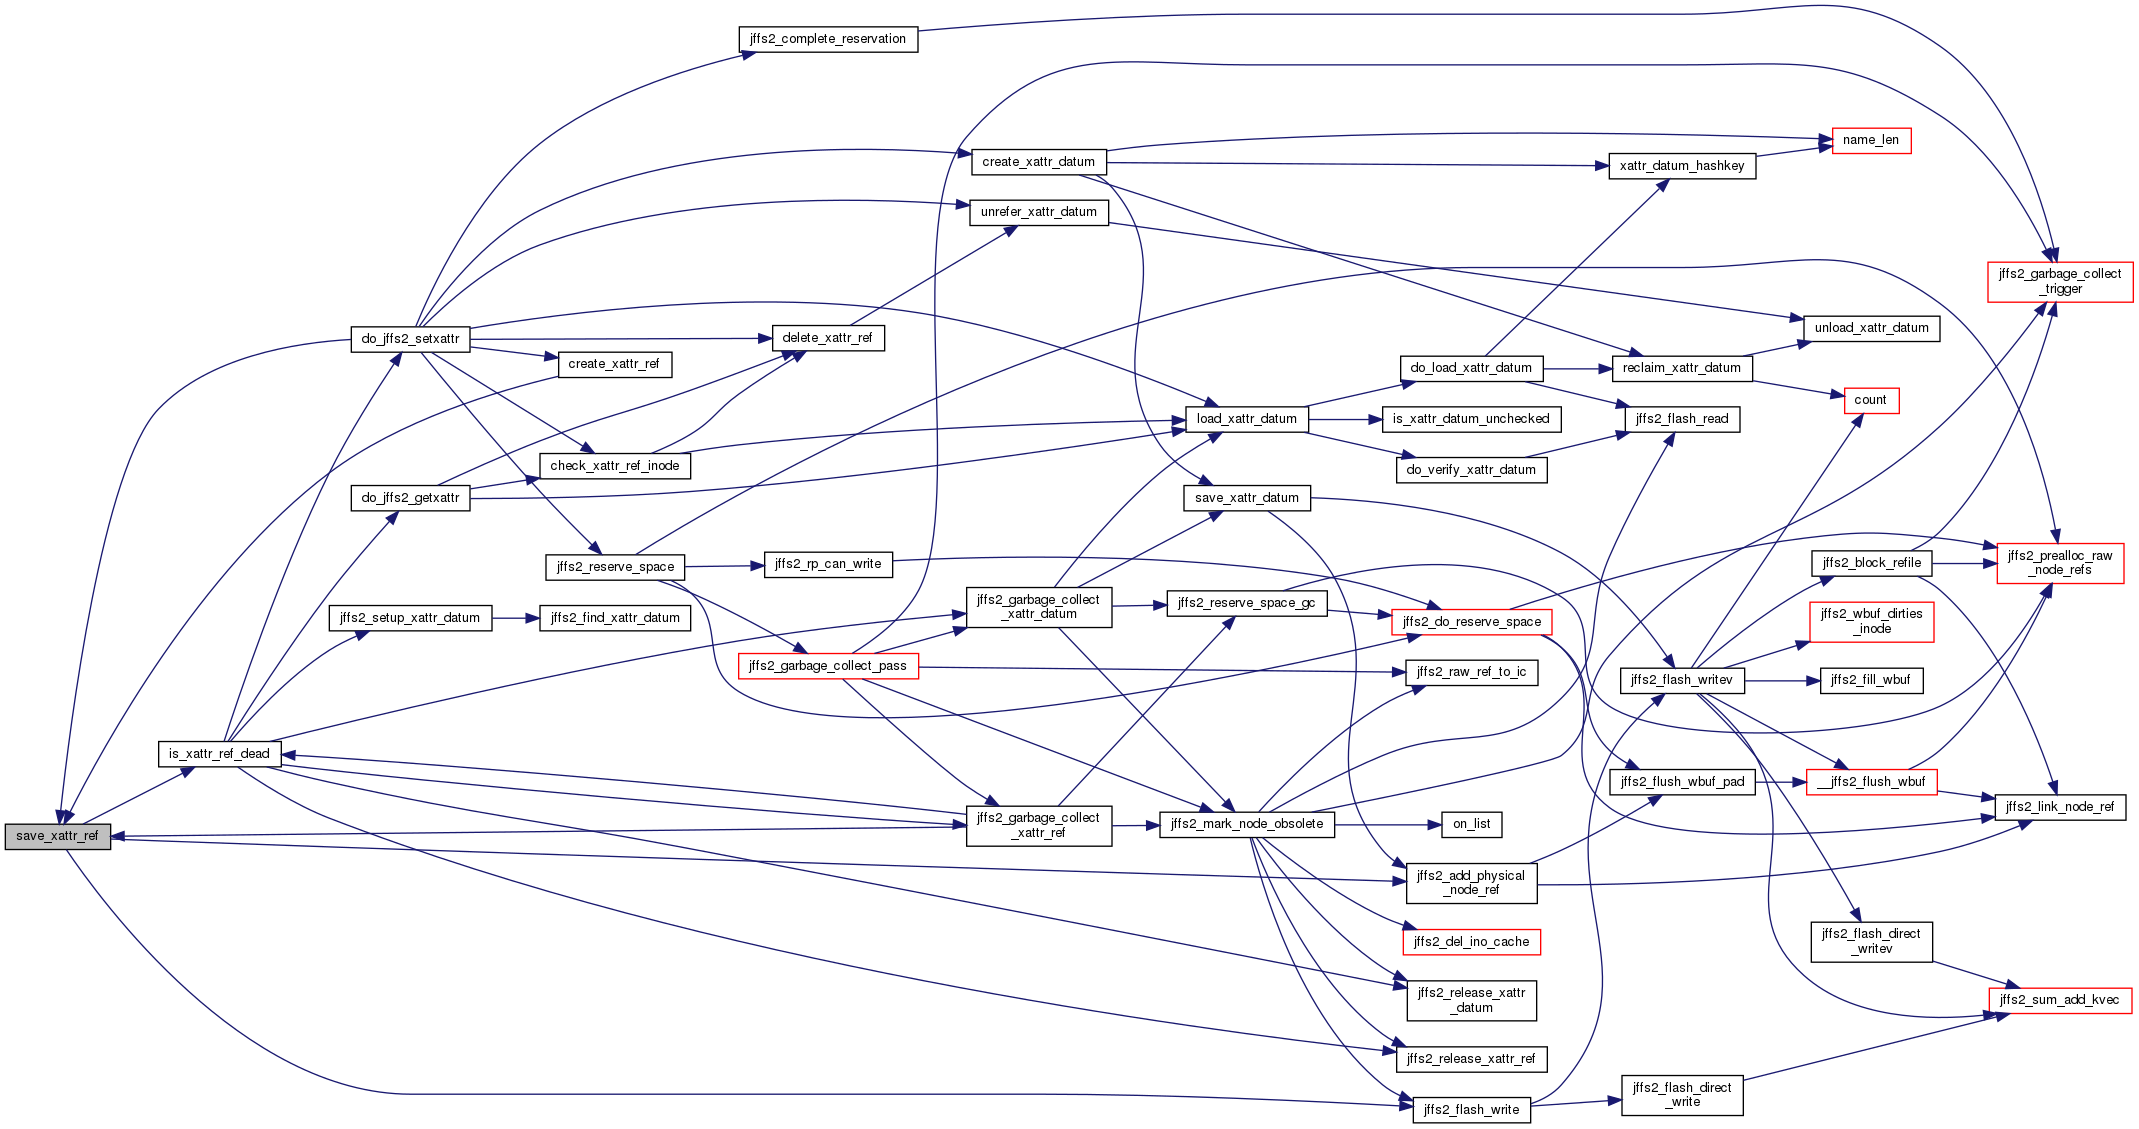 jffs2_complete_reservation
name_len
create_xattr_datum
xattr_datum_hashkey
unrefer_xattr_datum
jffs2_garbage_collect
_trigger
unload_xattr_datum
do_jffs2_setxattr
delete_xattr_ref
create_xattr_ref
do_load_xattr_datum
reclaim_xattr_datum
count
load_xattr_datum
is_xattr_datum_unchecked
jffs2_flash_read
check_xattr_ref_inode
do_verify_xattr_datum
do_jffs2_getxattr
save_xattr_datum
jffs2_reserve_space
jffs2_rp_can_write
jffs2_block_refile
jffs2_prealloc_raw
_node_refs
jffs2_setup_xattr_datum
jffs2_find_xattr_datum
jffs2_garbage_collect
_xattr_datum
jffs2_reserve_space_gc
jffs2_do_reserve_space
jffs2_wbuf_dirties
_inode
jffs2_garbage_collect_pass
jffs2_raw_ref_to_ic
jffs2_flash_writev
jffs2_fill_wbuf
is_xattr_ref_dead
jffs2_flush_wbuf_pad
__jffs2_flush_wbuf
jffs2_link_node_ref
save_xattr_ref
jffs2_garbage_collect
_xattr_ref
jffs2_mark_node_obsolete
on_list
jffs2_add_physical
_node_ref
jffs2_del_ino_cache
jffs2_flash_direct
_writev
jffs2_release_xattr
_datum
jffs2_sum_add_kvec
jffs2_release_xattr_ref
jffs2_flash_direct
_write
jffs2_flash_write